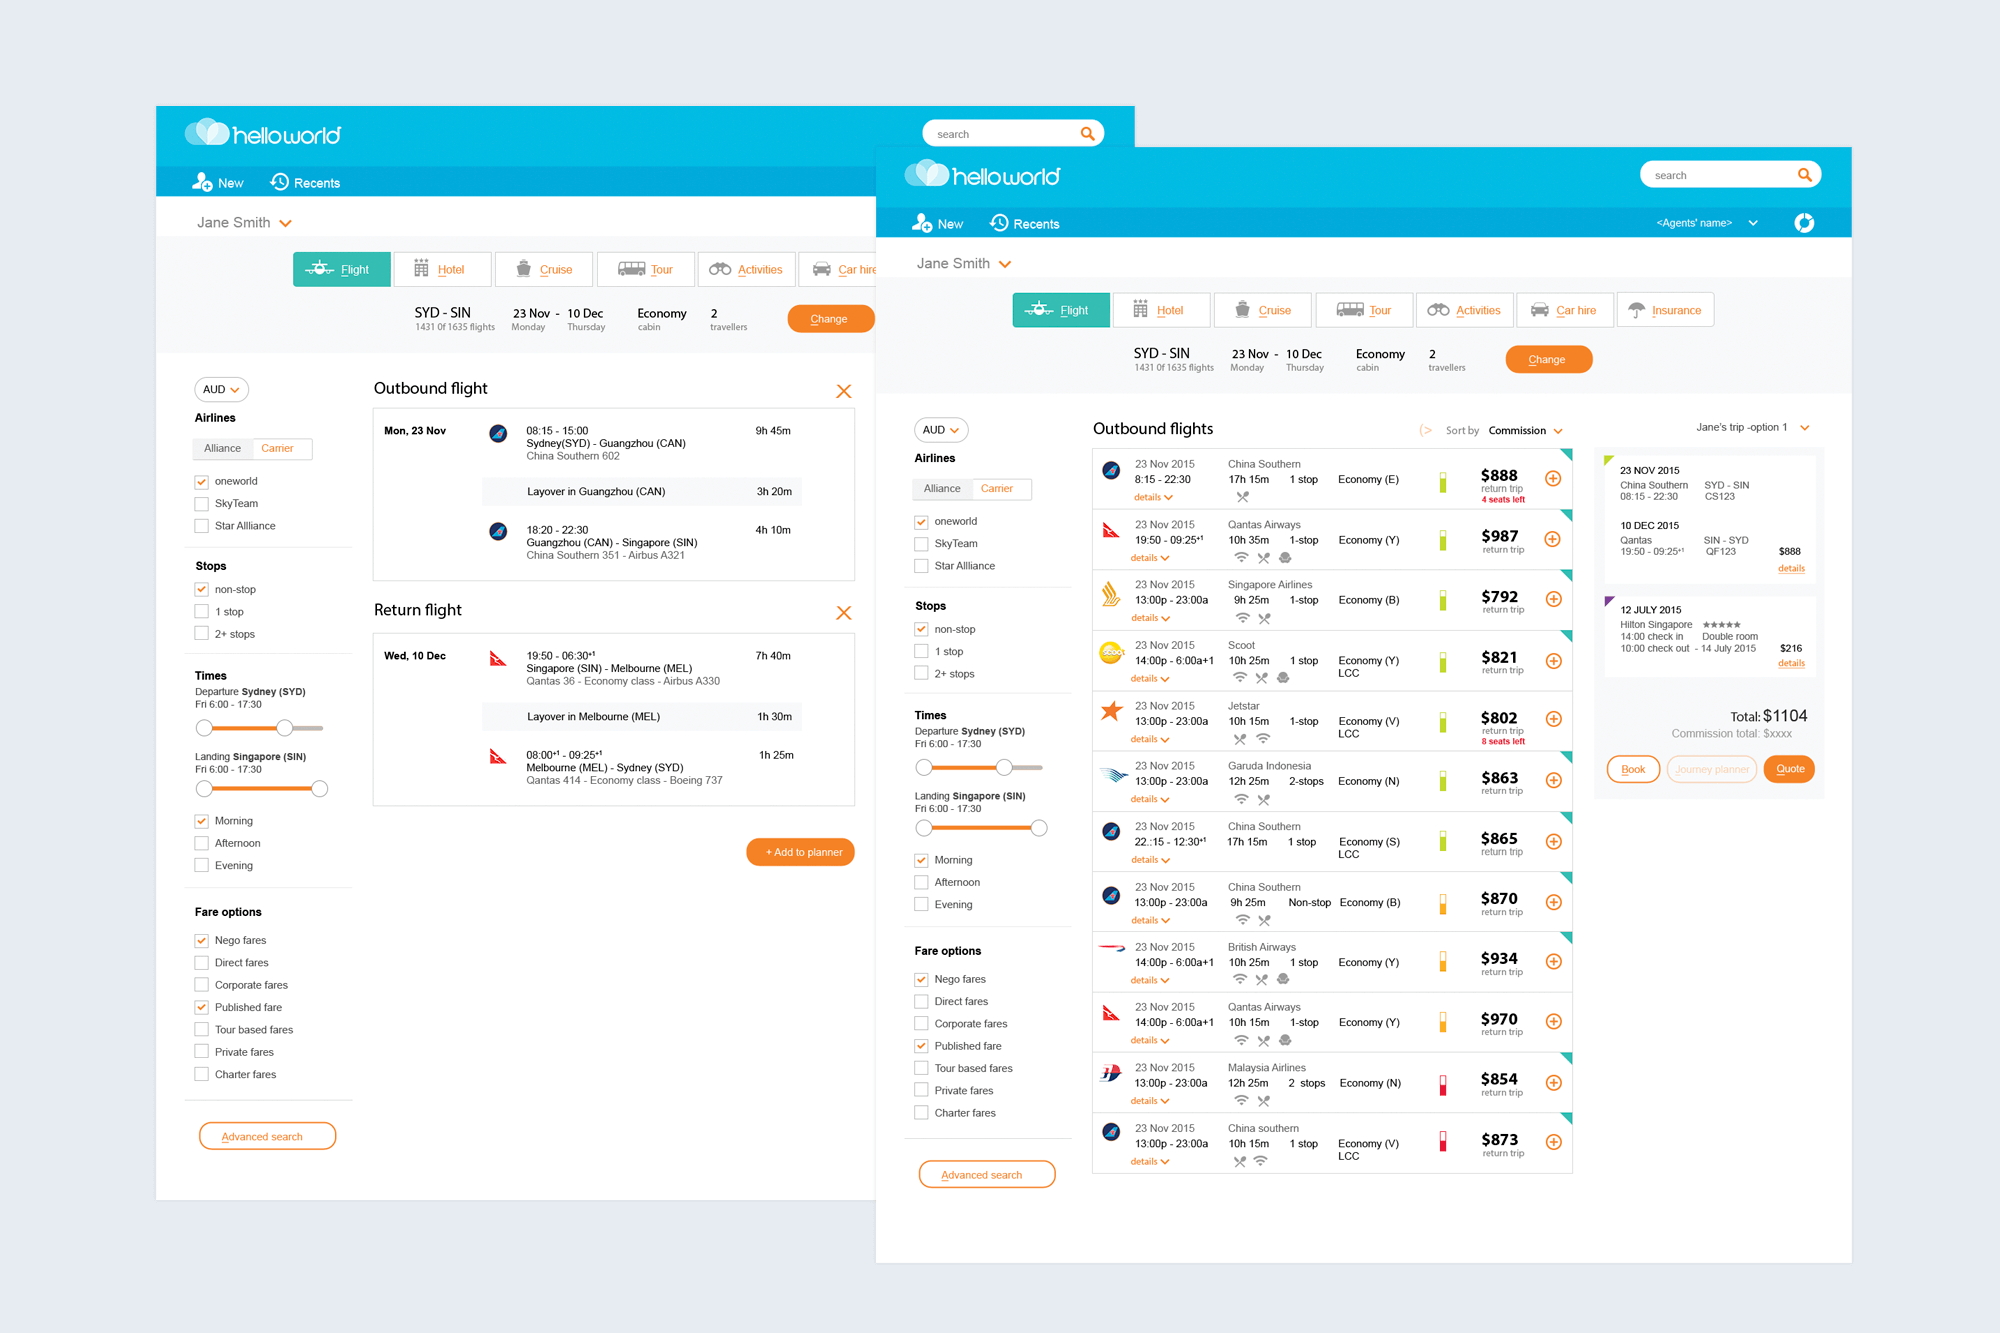 helloworld
search
New
Recents
Jane Smith
Flight
Hotel
Cruise
Tour
Activities
Car hire
SYD - SIN
23 Nov - 10 Dec
Economy
2
1431 0f 1635 flights
Monday
Thursday
cabin
travellers
Change
AUD
Airlines
Alliance
Carrier
oneworld
SkyTeam
Star Allliance
Stops
non-stop
1 stop
2+ stops
Times
Departure Sydney (SYD)
Fri 6:00 - 17:30
Landing Singapore (SIN)
Fri 6:00 - 17:30
Morning
Afternoon
Evening
Fare options
Nego fares
Direct fares
Corporate fares
Published fare
Tour based fares
Private fares
Charter fares
Advanced search
Outbound flight
Mon, 23 Nov
08:15 - 15:00
9h 45m
Sydney(SYD) - Guangzhou (CAN)
China Southern 602
Layover in Guangzhou (CAN)
3h 20m
18:20 - 22:30
4h 10m
Guangzhou (CAN) - Singapore (SIN)
China Southern 351 - Airbus A321
Return flight
Wed, 10 Dec
19:50 - 06:30+1
7h 40m
Singapore (SIN) - Melbourne (MEL)
Qantas 36 - Economy class - Airbus A330
Layover in Melbourne (MEL)
1h 30m
08:00+1 - 09:25+1
1h 25m
Melbourne (MEL) - Sydney (SYD)
Qantas 414 - Economy class - Boeing 737
+ Add to planner
helloworld
search
New
Recents
<Agents' name>
Jane Smith
Flight
Hotel
Cruise
Tour
Activities
Car hire
Insurance
SYD - SIN
23 Nov - 10 Dec
Economy
2
1431 0f 1635 flights
Monday
Thursday
cabin
travellers
Change
AUD
Airlines
Alliance
Carrier
oneworld
SkyTeam
Star Allliance
Stops
non-stop
1 stop
2+ stops
Times
Departure Sydney (SYD)
Fri 6:00 - 17:30
Landing Singapore (SIN)
Fri 6:00 - 17:30
Morning
Afternoon
Evening
Fare options
Nego fares
Direct fares
Corporate fares
Published fare
Tour based fares
Private fares
Charter fares
Advanced search
Outbound flights
Sort by Commission
23 Nov 2015 China Southern
8:15 - 22:30 17h 15m 1 stop Economy (E) $888
return trip
details 4 seats left
23 Nov 2015 Qantas Airways
19:50 - 09:25+1 10h 35m 1-stop Economy (Y) $987
details return trip
23 Nov 2015 Singapore Airlines
13:00p - 23:00a 9h 25m 1-stop Economy (B) $792
details return trip
23 Nov 2015 Scoot
14:00p - 6:00a+1 10h 25m 1 stop Economy (Y) $821
LCC return trip
details
23 Nov 2015 Jetstar
13:00p - 23:00a 10h 15m 1-stop Economy (V) $802
LCC return trip
details 8 seats left
23 Nov 2015 Garuda Indonesia
13:00p - 23:00a 12h 25m 2-stops Economy (N) $863
details return trip
23 Nov 2015 China Southern
22.:15 - 12:30+1 17h 15m 1 stop Economy (S) $865
LCC return trip
details
23 Nov 2015 China Southern
13:00p - 23:00a 9h 25m Non-stop Economy (B) $870
details return trip
23 Nov 2015 British Airways
14:00p - 6:00a+1 10h 25m 1 stop Economy (Y) $934
details return trip
23 Nov 2015 Qantas Airways
14:00p - 6:00a+1 10h 15m 1-stop Economy (Y) $970
details return trip
23 Nov 2015 Malaysia Airlines
13:00p - 23:00a 12h 25m 2 stops Economy (N) $854
details return trip
23 Nov 2015 China southern
13:00p - 23:00a 10h 15m 1 stop Economy (V) $873
LCC return trip
details
Jane's trip -option 1
23 NOV 2015
China Southern SYD - SIN
08:15 - 22:30 CS123
10 DEC 2015
Qantas SIN - SYD
19:50 - 09:25+1 QF123 $888
details
12 JULY 2015
Hilton Singapore ★★★★★
14:00 check in Double room
10:00 check out - 14 July 2015 $216
details
Total: $1104
Commission total: $xxxx
Book
Journey planner
Quote